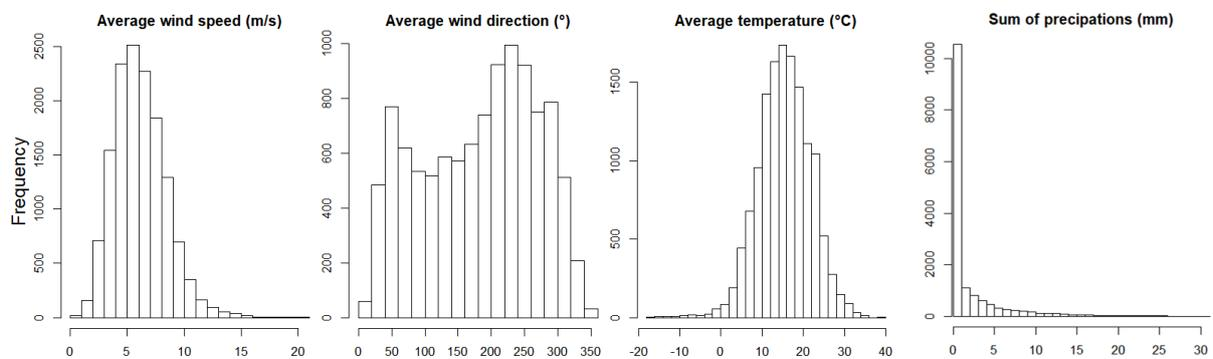 Average wind speed (m/s)
Average wind direction (°)
Average temperature (°C)
Sum of precipations (mm)
Frequency
2500
2000
1500
1000
500
0
0 5 10 15 20
1000
800
600
400
200
0
0 50 100 150 200 250 300 350
1500
1000
500
0
-20 -10 0 10 20 30 40
10000
8000
6000
4000
2000
0
0 5 10 15 20 25 30